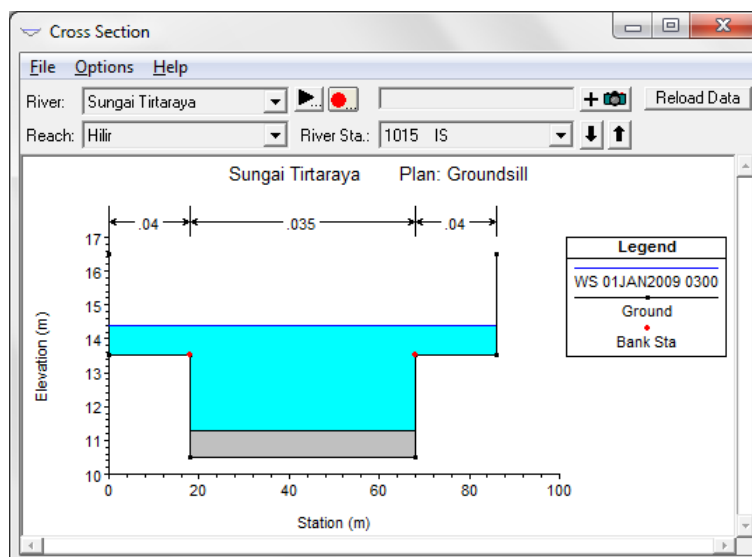 Cross Section
File Options Help
River: Sungai Tirtaraya Reload Data
Reach: Hilir River Sta.: 1015 IS
Sungai Tirtaraya Plan: Groundsill
.04 .035 .04
17
16
15
14
13
12
11
10
Elevation (m)
0 20 40 60 80 100
Station (m)
Legend
WS 01JAN2009 0300
Ground
Bank Sta